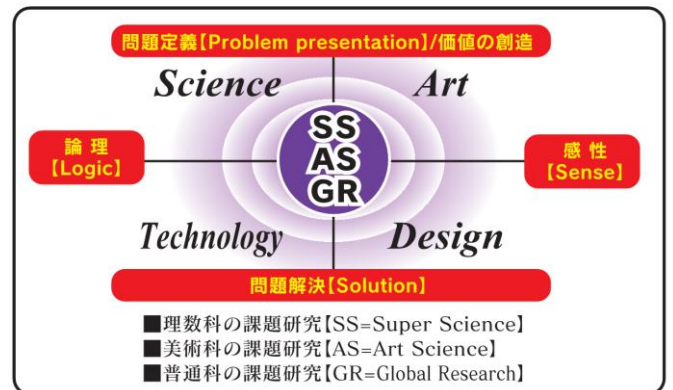 問題定義【Problem presentation】/価値の創造
Science
Art
SS
AS
GR
論 理
【Logic】
感 性
【Sense】
Technology
Design
問題解決【Solution】
■理数科の課題研究【SS=Super Science】
■美術科の課題研究【AS=Art Science】
■普通科の課題研究【GR=Global Research】